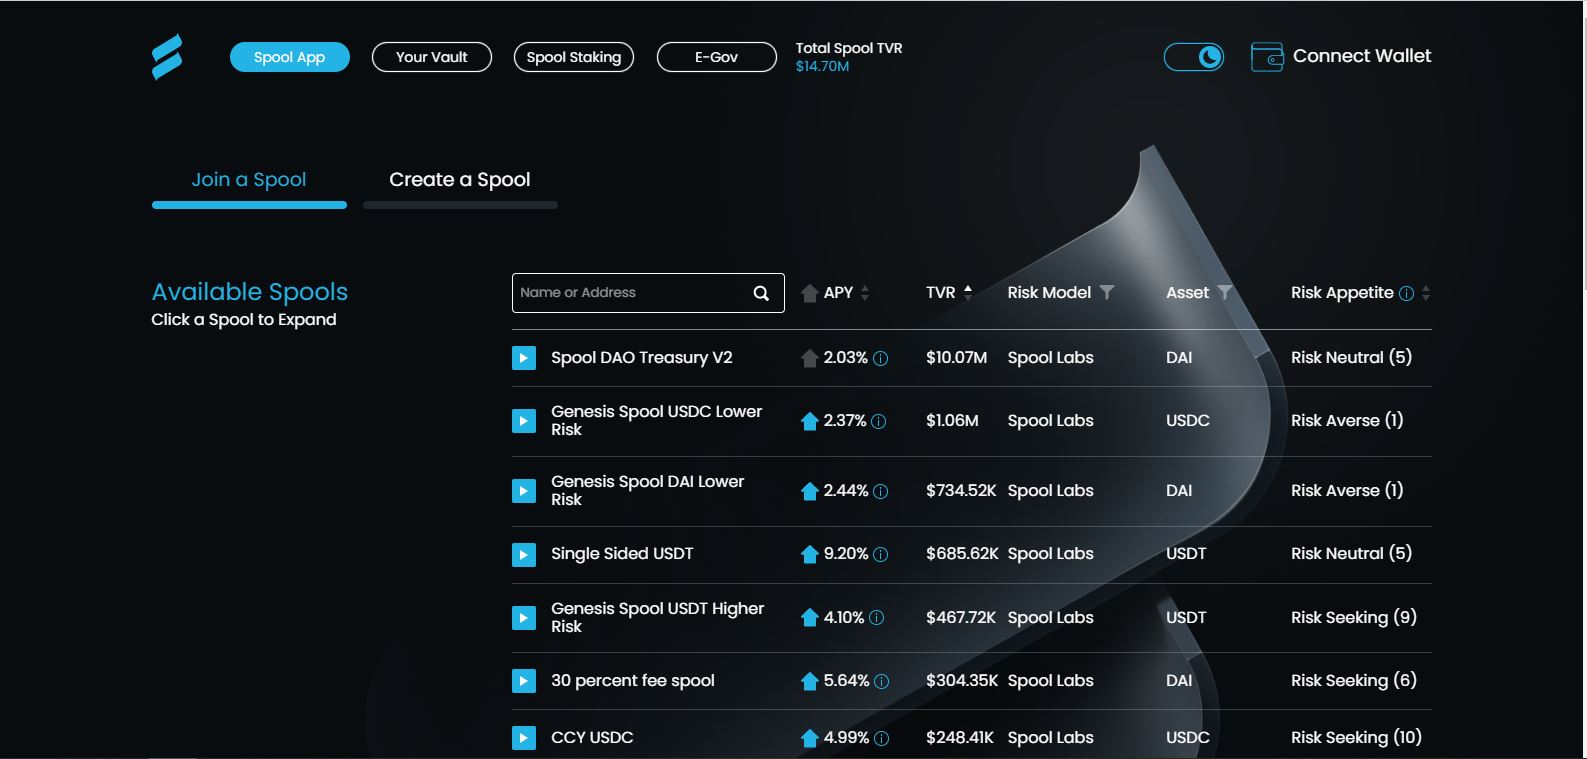 Spool App
Your Vault
Spool Staking
E-Gov
Total Spool TVR
$14.70M
Connect Wallet
Join a Spool
Create a Spool
Available Spools
Click a Spool to Expand
Name or Address
APY
TVR
Risk Model
Asset
Risk Appetite
Spool DAO Treasury V2
2.03%
$10.07M
Spool Labs
DAI
Risk Neutral (5)
Genesis Spool USDC Lower
Risk
2.37%
$1.06M
Spool Labs
USDC
Risk Averse (1)
Genesis Spool DAI Lower
Risk
2.44%
$734.52K
Spool Labs
DAI
Risk Averse (1)
Single Sided USDT
9.20%
$685.62K
Spool Labs
USDT
Risk Neutral (5)
Genesis Spool USDT Higher
Risk
4.10%
$467.72K
Spool Labs
USDT
Risk Seeking (9)
30 percent fee spool
5.64%
$304.35K
Spool Labs
DAI
Risk Seeking (6)
CCY USDC
4.99%
$248.41K
Spool Labs
USDC
Risk Seeking (10)